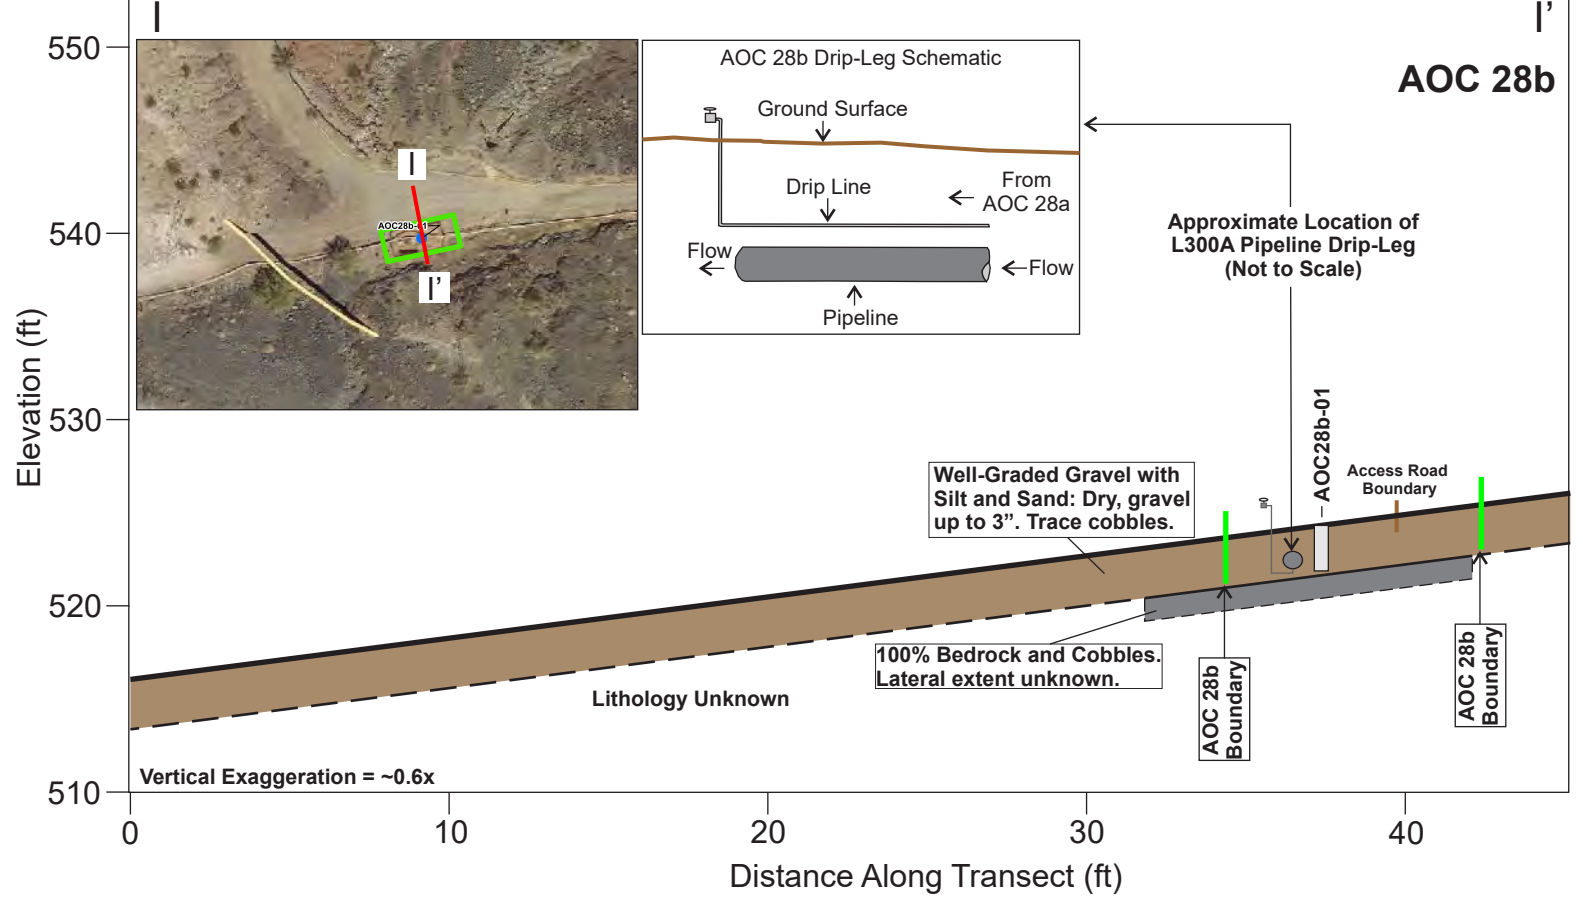 I
I’
550
540
530
520
510
Elevation (ft)
AOC 28b
I
AOC28b-01
I’
AOC 28b Drip-Leg Schematic
Ground Surface
Drip Line
From
AOC 28a
Flow
Flow
Pipeline
Approximate Location of
L300A Pipeline Drip-Leg
(Not to Scale)
AOC28b-01
Access Road
Boundary
Well-Graded Gravel with
Silt and Sand: Dry, gravel
up to 3”. Trace cobbles.
100% Bedrock and Cobbles.
Lateral extent unknown.
AOC 28b
Boundary
AOC 28b
Boundary
Lithology Unknown
Vertical Exaggeration = ~0.6x
0
10
20
30
40
Distance Along Transect (ft)